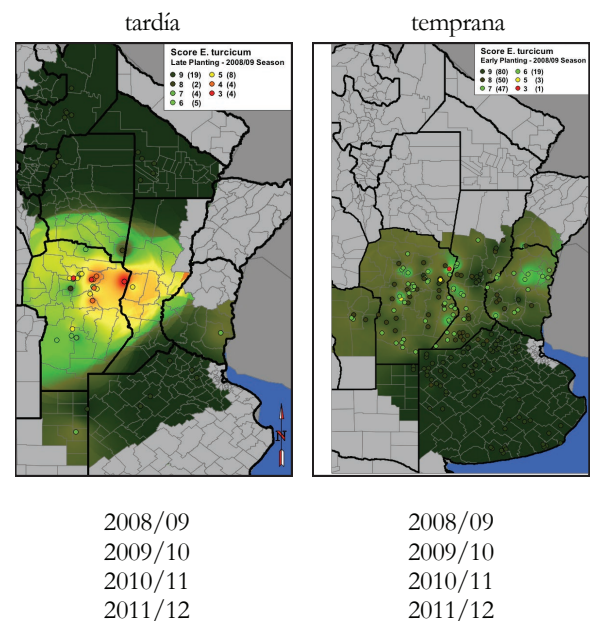 tardía
temprana
Score E. turcicum
Late Planting - 2008/09 Season
9 (19) 5 (8)
8 (2) 4 (4)
7 (4) 3 (4)
6 (5)
N
Score E. turcicum
Early Planting - 2008/09 Season
9 (80) 6 (19)
8 (50) 5 (3)
7 (47) 3 (1)
2008/09
2009/10
2010/11
2011/12
2008/09
2009/10
2010/11
2011/12